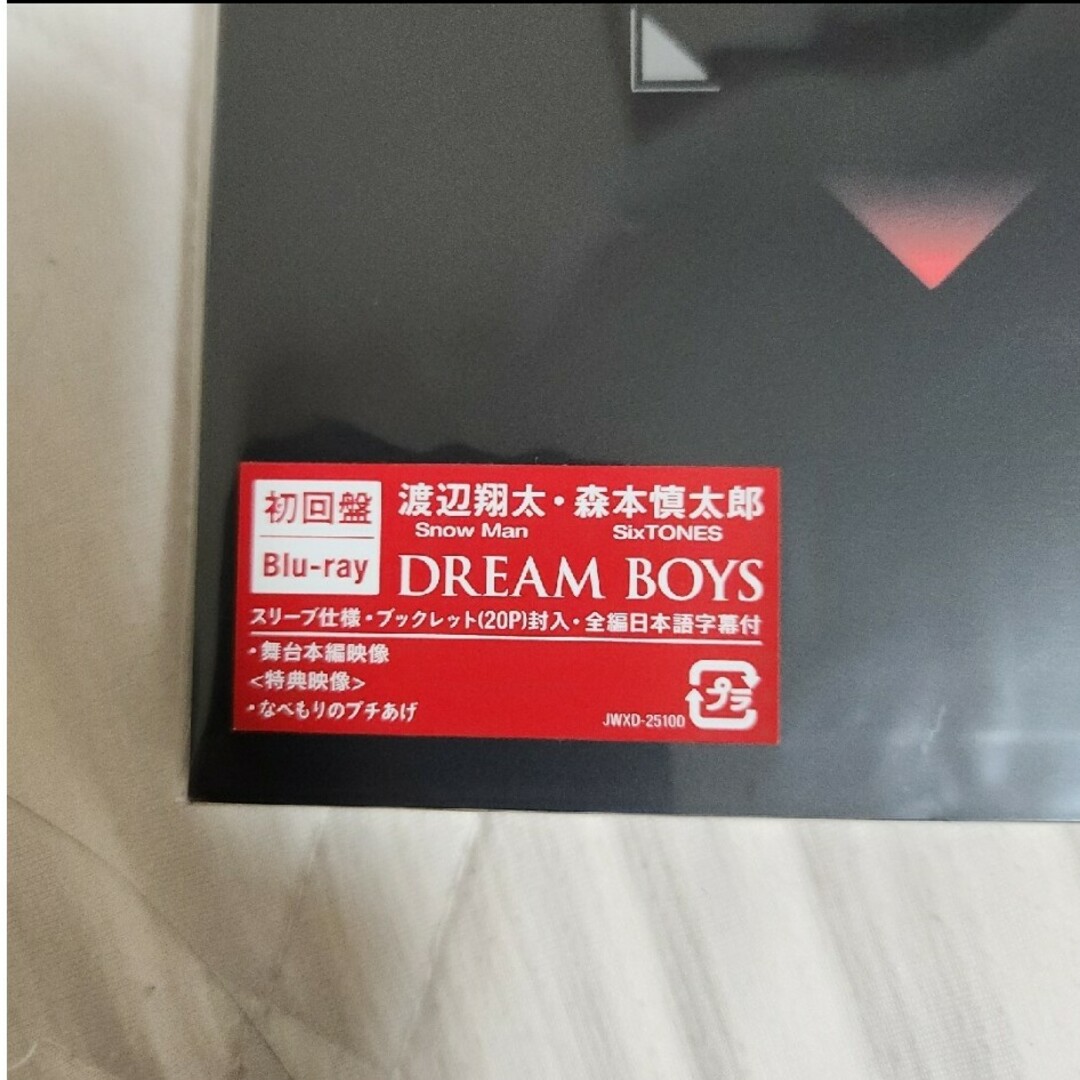 初回盤
Blu-ray
渡辺翔太・森本慎太郎
Snow Man SixTONES
DREAM BOYS
スリーブ仕様・ブックレット(20P)封入・全編日本語字幕付
・舞台本編映像
<特典映像>
・なべもりのプチあげ
プラ
JWXD-25100